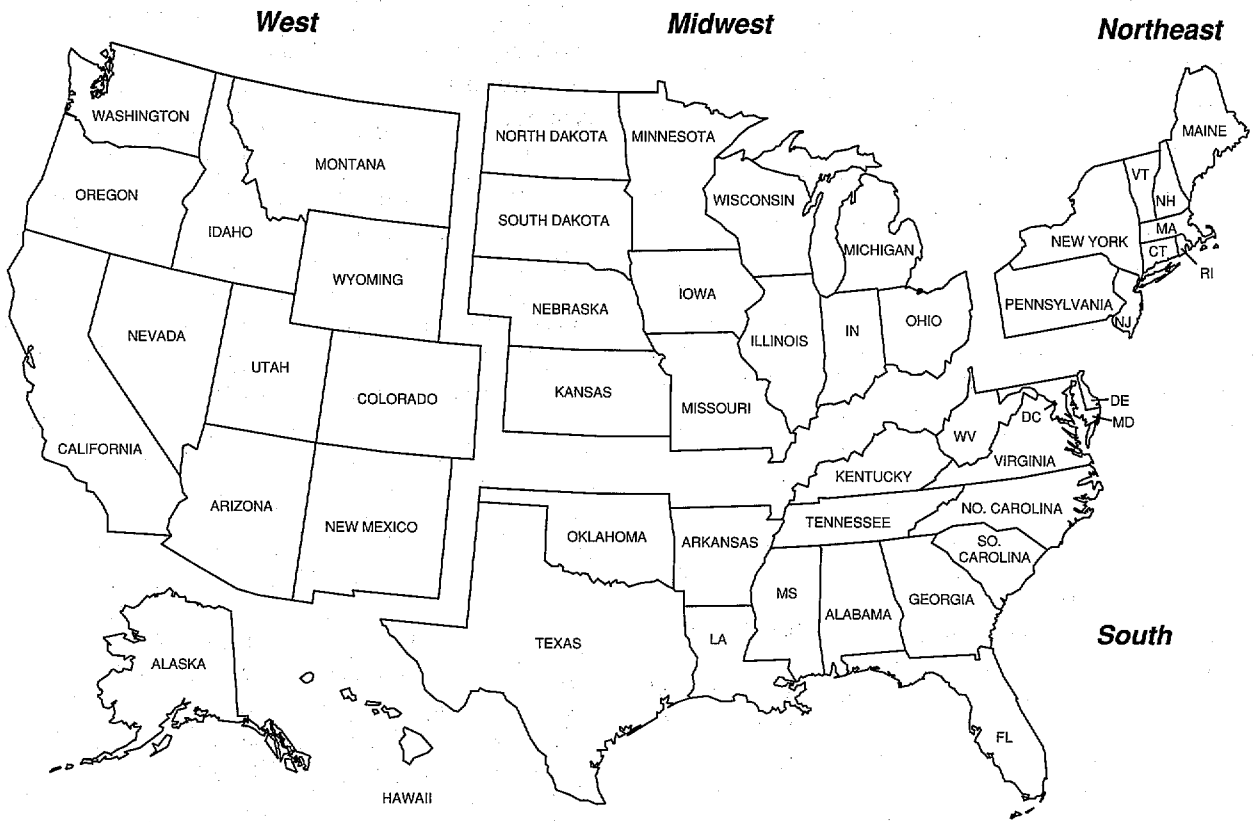 West
Midwest
Northeast
WASHINGTON
MONTANA
OREGON
IDAHO
WYOMING
NEVADA
UTAH
COLORADO
CALIFORNIA
ARIZONA
NEW MEXICO
ALASKA
HAWAII
NORTH DAKOTA
MINNESOTA
SOUTH DAKOTA
WISCONSIN
MICHIGAN
NEBRASKA
IOWA
ILLINOIS
IN
OHIO
KANSAS
MISSOURI
MAINE
VT
NH
NEW YORK
MA
CT
RI
PENNSYLVANIA
NJ
DE
DC
MD
WV
VIRGINIA
KENTUCKY
TENNESSEE
NO. CAROLINA
SO.
CAROLINA
OKLAHOMA
ARKANSAS
MS
ALABAMA
GEORGIA
TEXAS
LA
FL
South